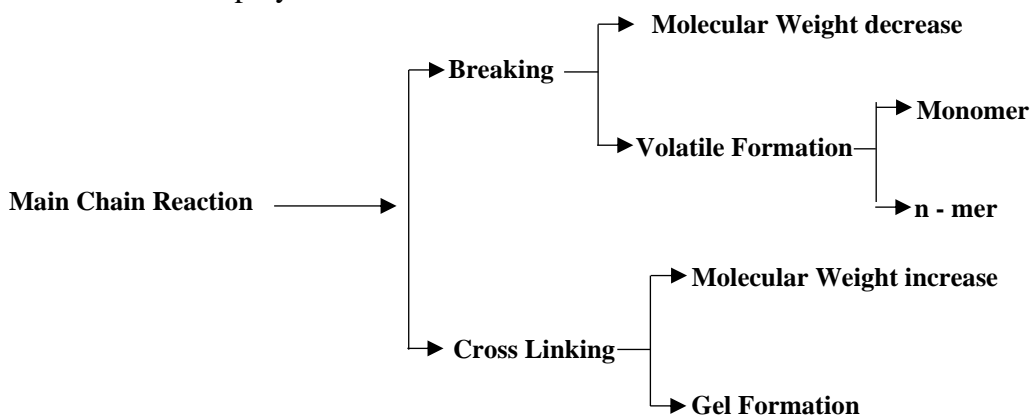 Molecular Weight decrease
Breaking
Monomer
Volatile Formation
Main Chain Reaction
n - mer
Molecular Weight increase
Cross Linking
Gel Formation